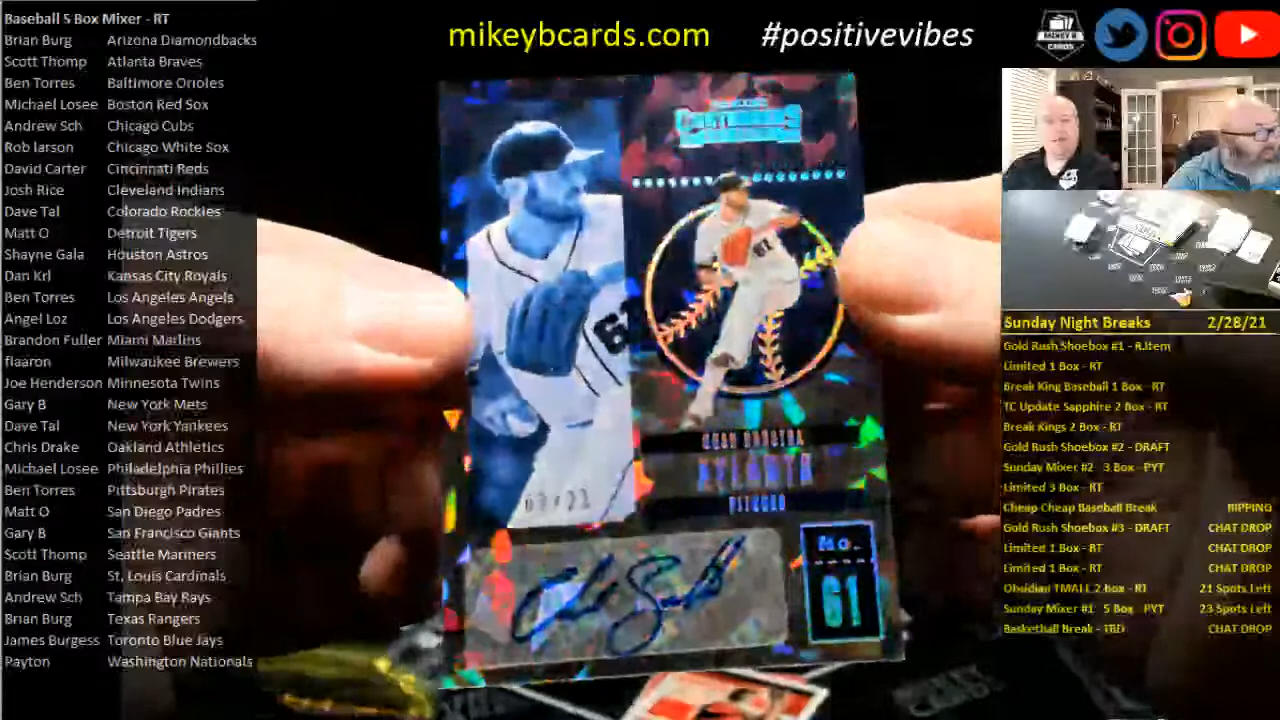 Baseball 5 Box Mixer - RT
Brian Burg Arizona Diamondbacks
Scott Thomp Atlanta Braves
Ben Torres Baltimore Orioles
Michael Losee Boston Red Sox
Andrew Sch Chicago Cubs
Rob larson Chicago White Sox
David Carter Cincinnati Reds
Josh Rice Cleveland Indians
Dave Tal Colorado Rockies
Matt O Detroit Tigers
Shayne Gala Houston Astros
Dan Krl Kansas City Royals
Ben Torres Los Angeles Angels
Angel Loz Los Angeles Dodgers
Brandon Fuller Miami Marlins
flaaron Milwaukee Brewers
Joe Henderson Minnesota Twins
Gary B New York Mets
Dave Tal New York Yankees
Chris Drake Oakland Athletics
Michael Losee Philadelphia Phillies
Ben Torres Pittsburgh Pirates
Matt O San Diego Padres
Gary B San Francisco Giants
Scott Thomp Seattle Mariners
Brian Burg St. Louis Cardinals
Andrew Sch Tampa Bay Rays
Brian Burg Texas Rangers
James Burgess Toronto Blue Jays
Payton Washington Nationals
mikeybcards.com #positivevibes
MIKEY B
CARDS
61
61
ATLANTA
PITCHER
No.
61
Sunday Night Breaks 2/28/21
Gold Rush Shoebox #1 - R.Item
Limited 1 Box - RT
Break King Baseball 1 Box - RT
TC Update Sapphire 2 Box - RT
Break Kings 2 Box - RT
Gold Rush Shoebox #2 - DRAFT
Sunday Mixer #2 3 Box - PYT
Limited 3 Box - RT
Cheap Cheap Baseball Break RIPPING
Gold Rush Shoebox #3 - DRAFT CHAT DROP
Limited 1 Box - RT CHAT DROP
Limited 1 Box - RT CHAT DROP
Obsidian TMALL 2 box - RT 21 Spots Left
Sunday Mixer #1 5 Box PYT 23 Spots Left
Basketball Break - TBD CHAT DROP